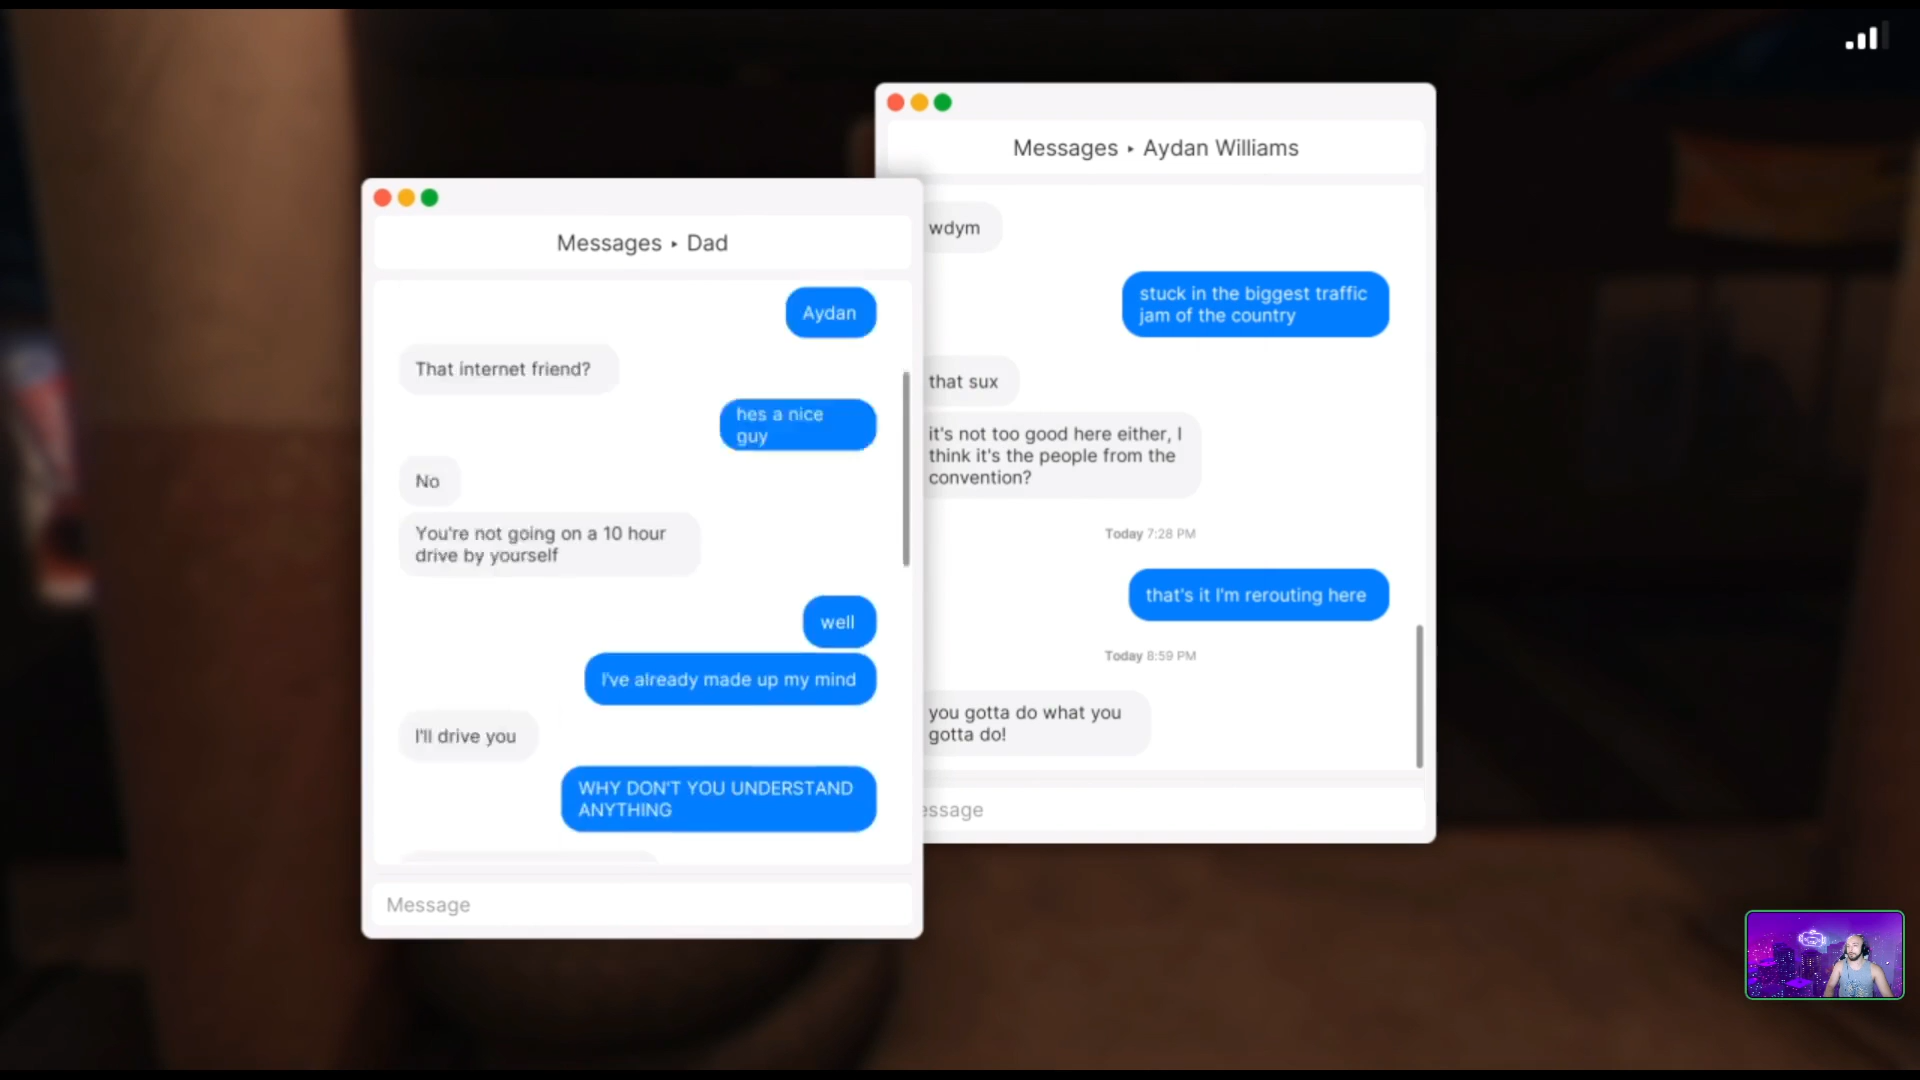 Messages ▸ Dad
Aydan
That internet friend?
hes a nice
guy
No
You're not going on a 10 hour
drive by yourself
well
I've already made up my mind
I'll drive you
WHY DON'T YOU UNDERSTAND
ANYTHING
Message
Messages ▸ Aydan Williams
wdym
stuck in the biggest traffic
jam of the country
that sux
it's not too good here either, I
think it's the people from the
convention?
Today 7:28 PM
that's it I'm rerouting here
Today 8:59 PM
you gotta do what you
gotta do!
essage